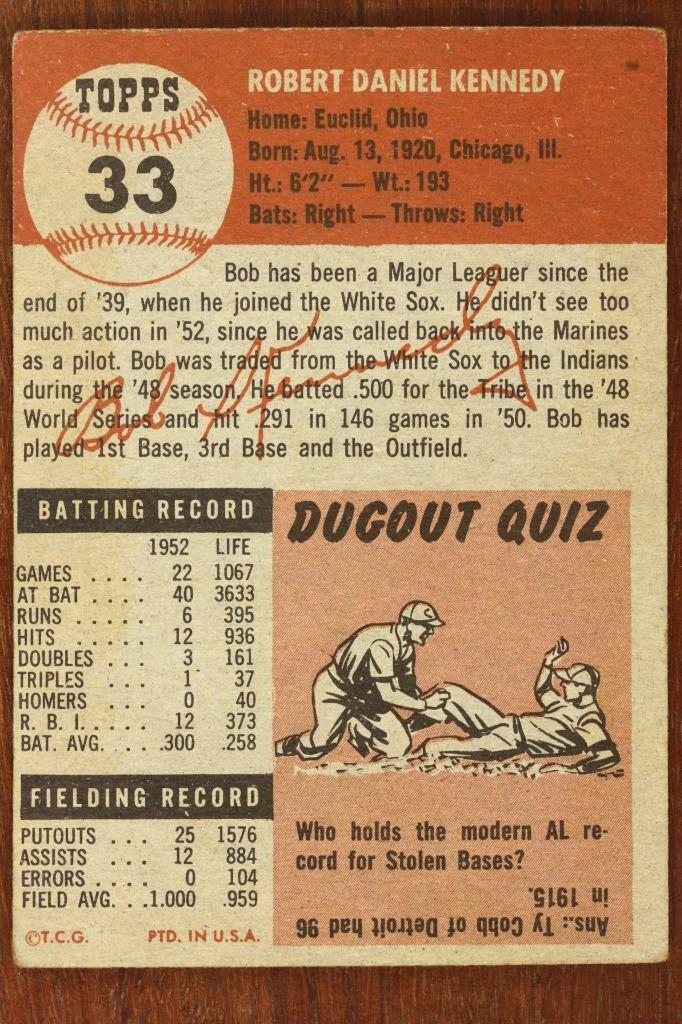 TOPPS
33
ROBERT DANIEL KENNEDY
Home: Euclid, Ohio
Born: Aug. 13, 1920, Chicago, Ill.
Ht.: 6'2" — Wt.: 193
Bats: Right — Throws: Right
Bob has been a Major Leaguer since the
end of '39, when he joined the White Sox. He didn't see too
much action in '52, since he was called back into the Marines
as a pilot. Bob was traded from the White Sox to the Indians
during the '48 season. He batted .500 for the Tribe in the '48
World Series and hit .291 in 146 games in '50. Bob has
played 1st Base, 3rd Base and the Outfield.
Bob Kennedy
BATTING RECORD
1952 LIFE
GAMES .... 22 1067
AT BAT .... 40 3633
RUNS .... 6 395
HITS .... 12 936
DOUBLES ... 3 161
TRIPLES ... 1 37
HOMERS ... 0 40
R. B. I. .... 12 373
BAT. AVG. ... .300 .258
FIELDING RECORD
PUTOUTS ... 25 1576
ASSISTS ... 12 884
ERRORS .... 0 104
FIELD AVG. ..1.000 .959
©T.C.G. PTD. IN U.S.A.
DUGOUT QUIZ
C
Who holds the modern AL re-
cord for Stolen Bases?
Ans.: Ty Cobb of Detroit had 96
in 1915.